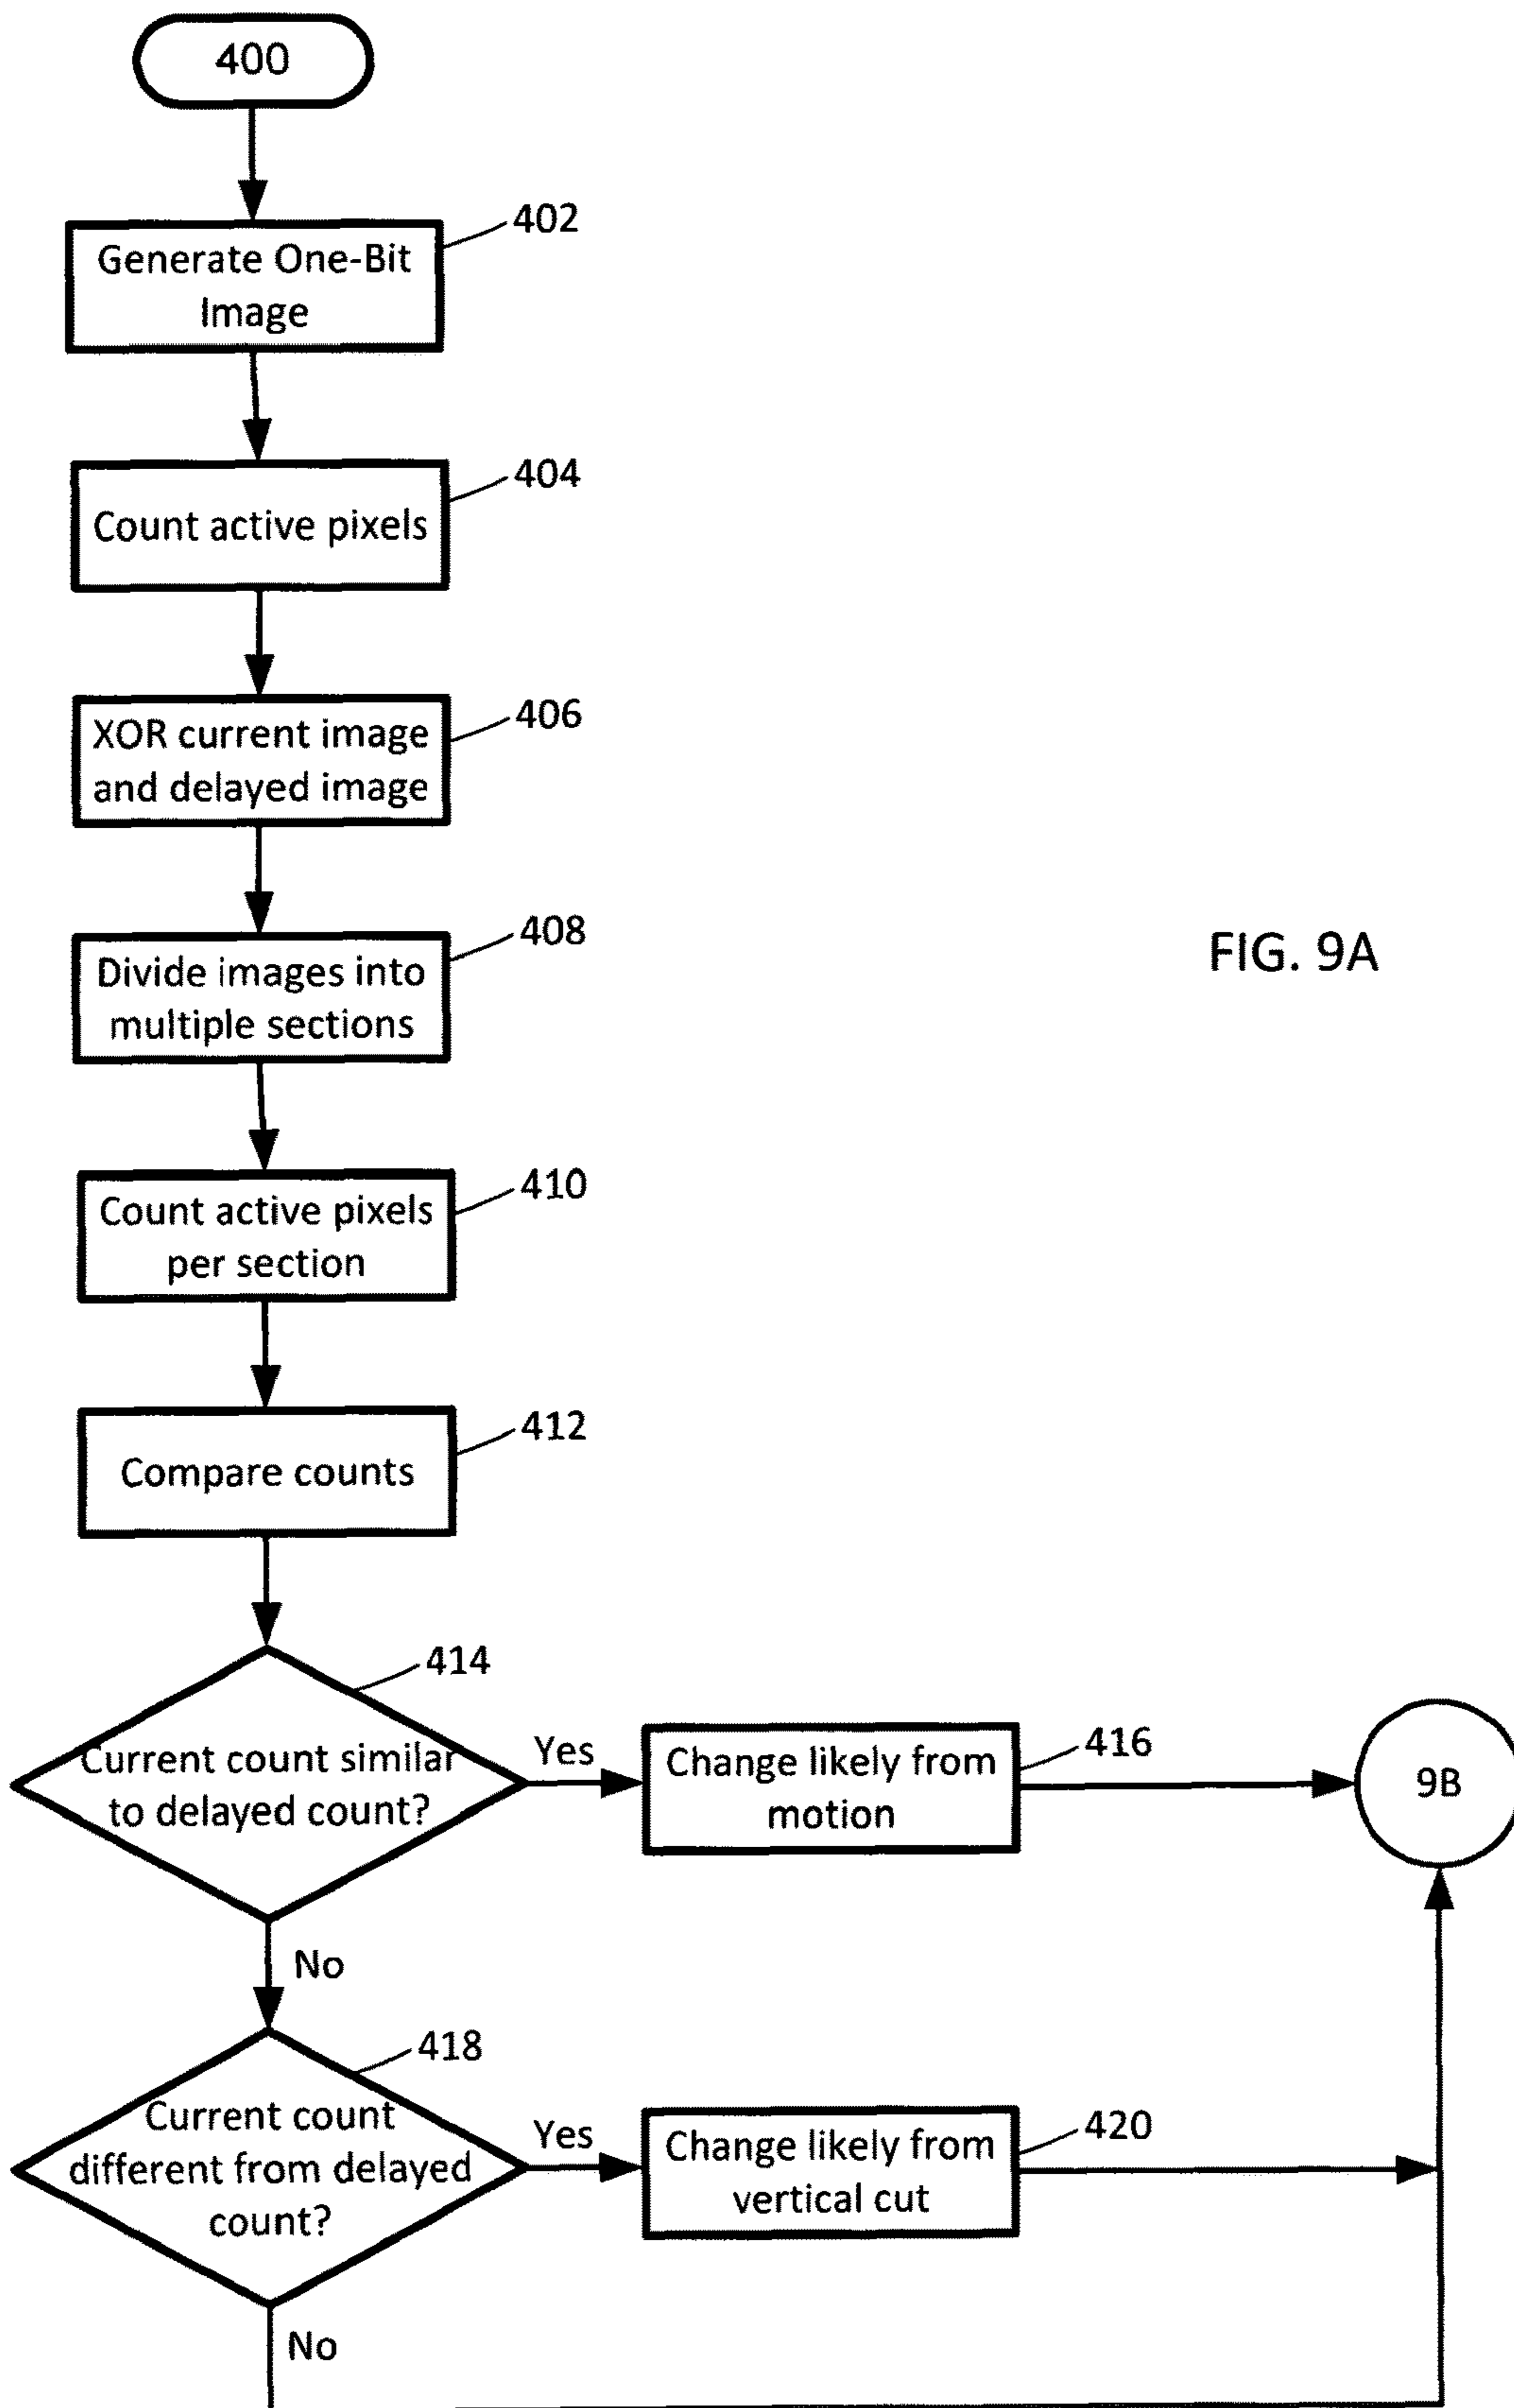 400
402
Generate One-Bit
Image
404
Count active pixels
406
XOR current image
and delayed image
408
Divide images into
multiple sections
FIG. 9A
410
Count active pixels
per section
412
Compare counts
414
Current count similar
to delayed count?
Yes
Change likely from
motion
416
9B
No
418
Current count
different from delayed
count?
Yes
Change likely from
vertical cut
420
No